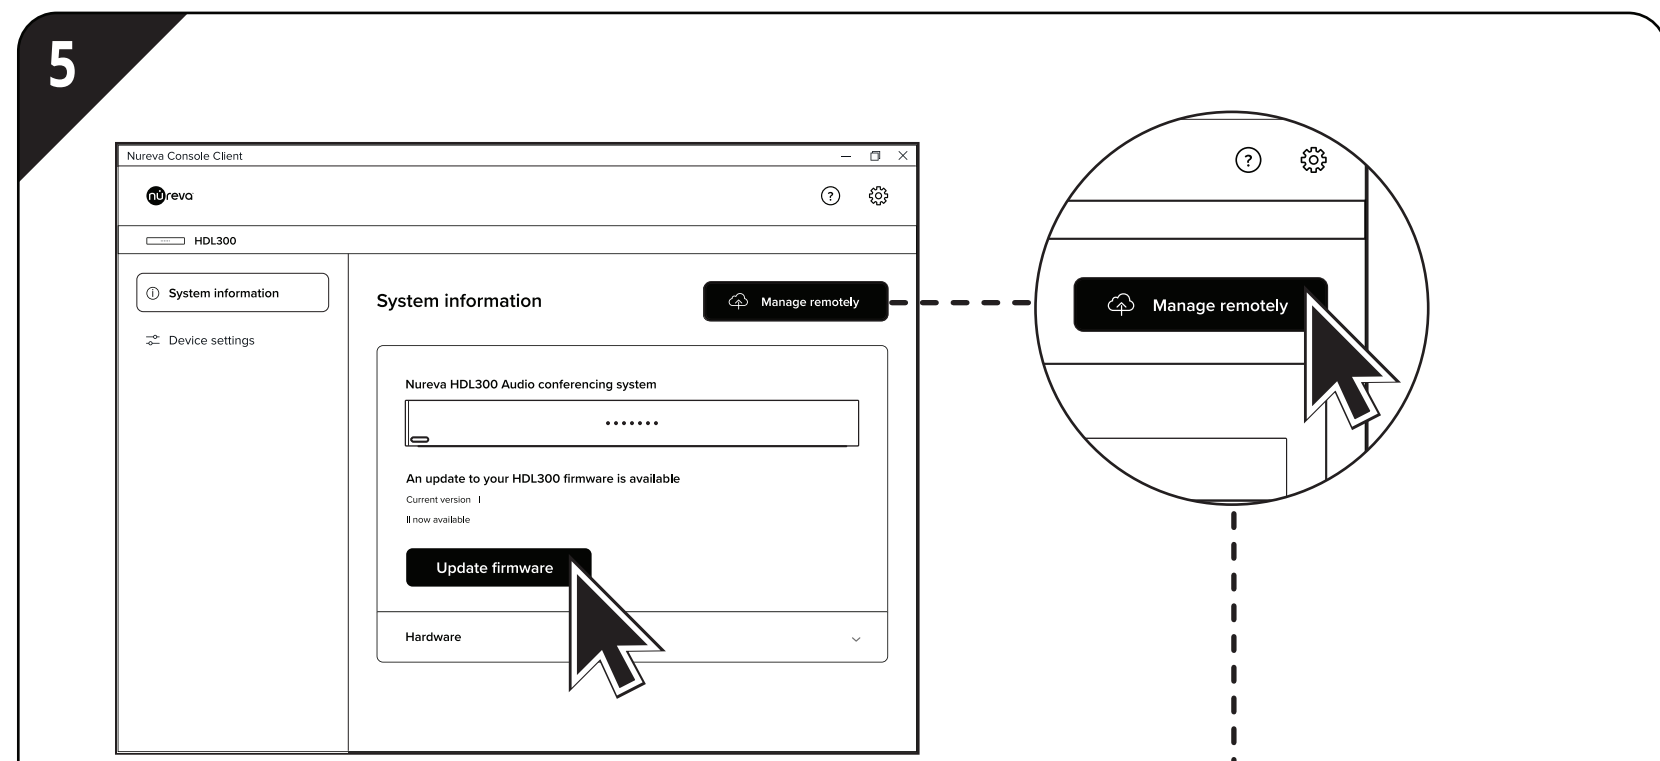 5
Nureva Console Client
nureva
HDL300
System information
Device settings
System information
Manage remotely
Nureva HDL300 Audio conferencing system
An update to your HDL300 firmware is available
Current version I
II now available
Update firmware
Hardware
?
?
Manage remotely